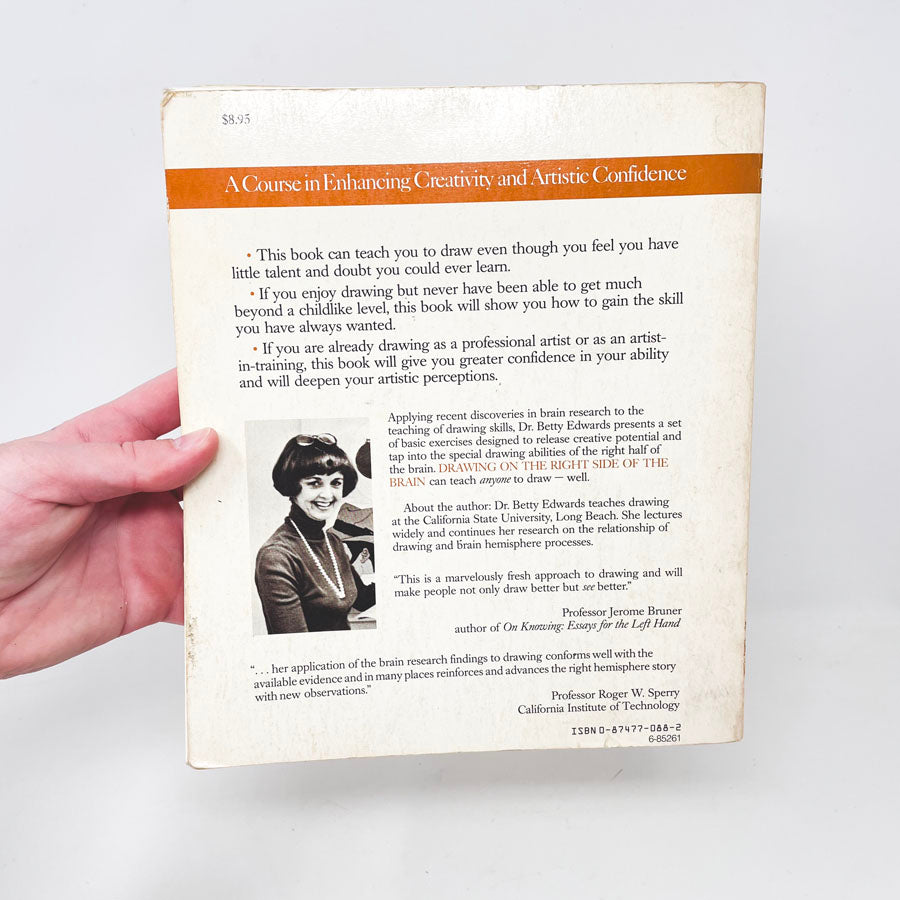 $8.95
A Course in Enhancing Creativity and Artistic Confidence
• This book can teach you to draw even though you feel you have
little talent and doubt you could ever learn.
• If you enjoy drawing but never have been able to get much
beyond a childlike level, this book will show you how to gain the skill
you have always wanted.
• If you are already drawing as a professional artist or as an artist-
in-training, this book will give you greater confidence in your ability
and will deepen your artistic perceptions.
Applying recent discoveries in brain research to the
teaching of drawing skills, Dr. Betty Edwards presents a set
of basic exercises designed to release creative potential and
tap into the special drawing abilities of the right half of
the brain. DRAWING ON THE RIGHT SIDE OF THE
BRAIN can teach anyone to draw — well.
About the author: Dr. Betty Edwards teaches drawing
at the California State University, Long Beach. She lectures
widely and continues her research on the relationship of
drawing and brain hemisphere processes.
“This is a marvelously fresh approach to drawing and will
make people not only draw better but see better.”
Professor Jerome Bruner
author of On Knowing: Essays for the Left Hand
“. . . her application of the brain research findings to drawing conforms well with the
available evidence and in many places reinforces and advances the right hemisphere story
with new observations.”
Professor Roger W. Sperry
California Institute of Technology
ISBN 0-87477-088-2
6-85261